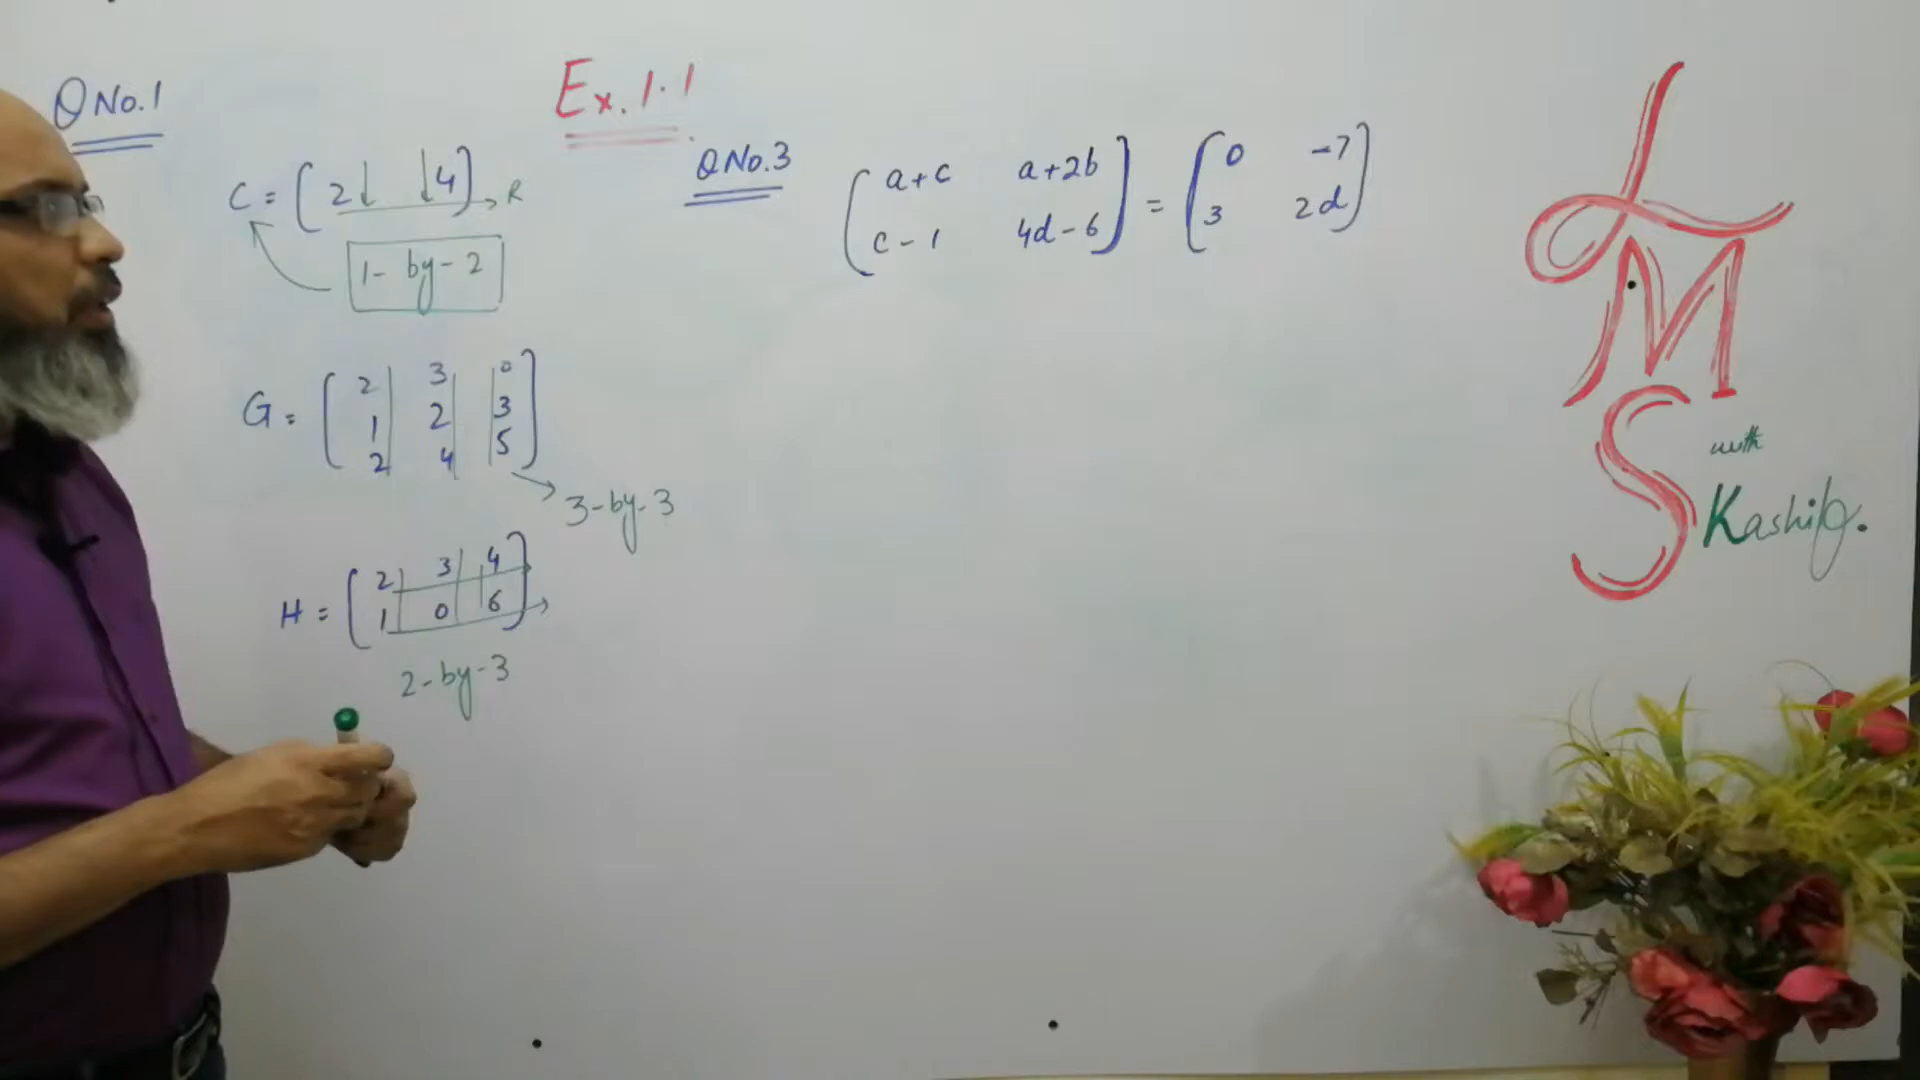 Ex. 1.1
Q No.1
C = [ 2 4 ] → R
1- by - 2
G = [ 2 3 0
1 2 3
2 4 5 ]
3-by-3
H = [ 2 3 4
1 0 6 ]
2-by-3
Q No.3
[ a+c a+2b ] = [ 0 -7 ]
[ c-1 4d-6 ] [ 3 2d ]
LMS
with
Kashif.